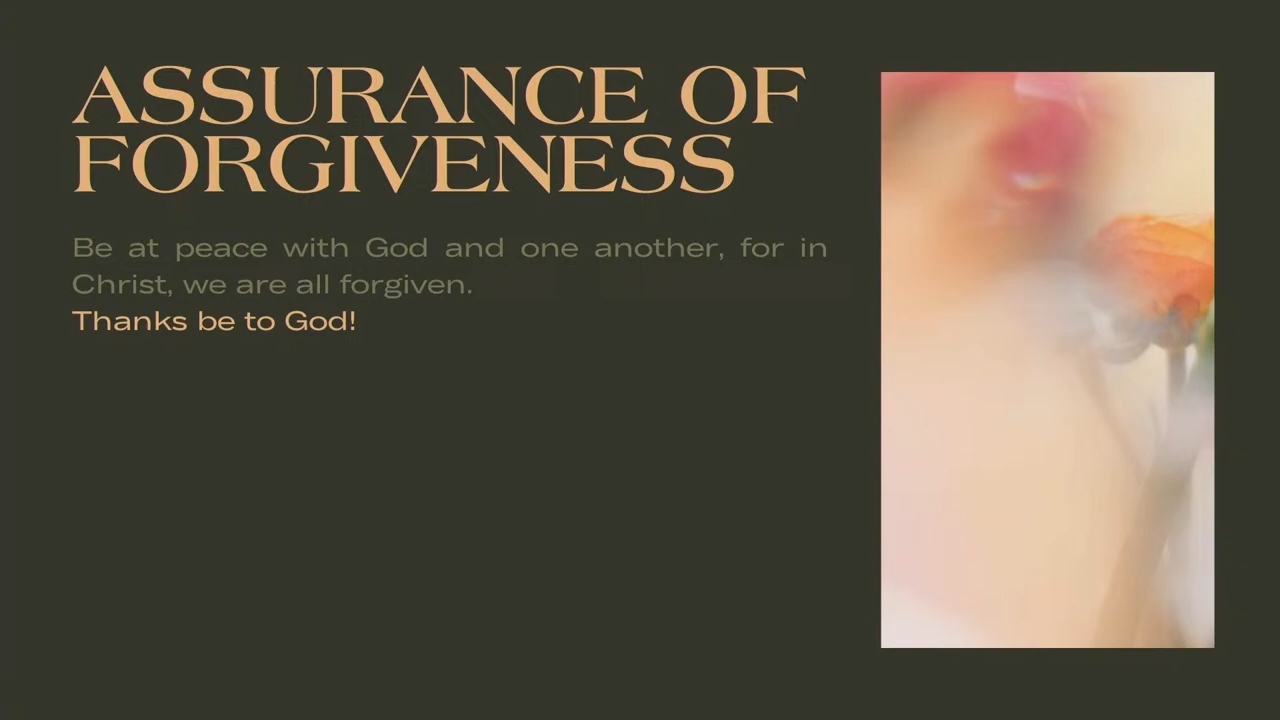 ASSURANCE OF
FORGIVENESS
Be at peace with God and one another, for in
Christ, we are all forgiven.
Thanks be to God!